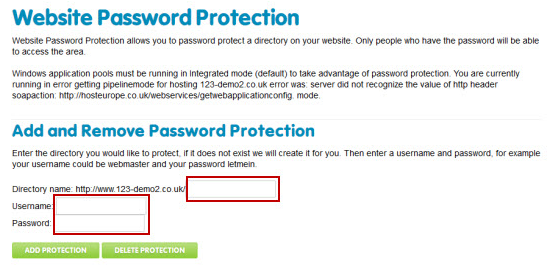 Website Password Protection
Website Password Protection allows you to password protect a directory on your website. Only people who have the password will be able
to access the area.
Windows application pools must be running in Integrated mode (default) to take advantage of password protection. You are currently
running in error getting pipelinemode for hosting 123-demo2.co.uk error was: server did not recognize the value of http header
soapaction: http://hosteurope.co.uk/webservices/getwebapplicationconfig. mode.
Add and Remove Password Protection
Enter the directory you would like to protect, if it does not exist we will create it for you. Then enter a username and password, for example
your username could be webmaster and your password letmein.
Directory name: http://www.123-demo2.co.uk/
Username:
Password:
ADD PROTECTION DELETE PROTECTION